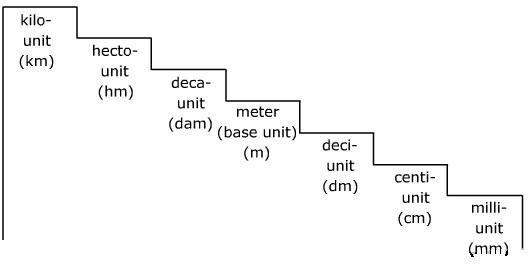 kilo-
unit
(km)
hecto-
unit
(hm)
deca-
unit
(dam)
meter
(base unit)
(m)
deci-
unit
(dm)
centi-
unit
(cm)
milli-
unit
(mm)